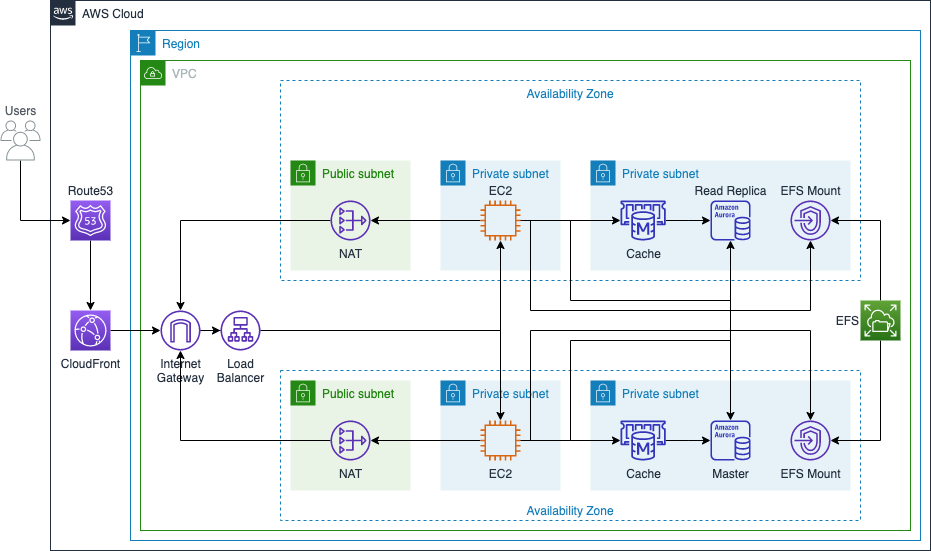 aws
AWS Cloud
Region
VPC
Availability Zone
Users
Public subnet
Private subnet
Private subnet
Route53
EC2
Read Replica
EFS Mount
53
Amazon
Aurora
M
NAT
Cache
EFS
CloudFront
Internet
Gateway
Load
Balancer
Public subnet
Private subnet
Private subnet
Amazon
Aurora
M
NAT
EC2
Cache
Master
EFS Mount
Availability Zone